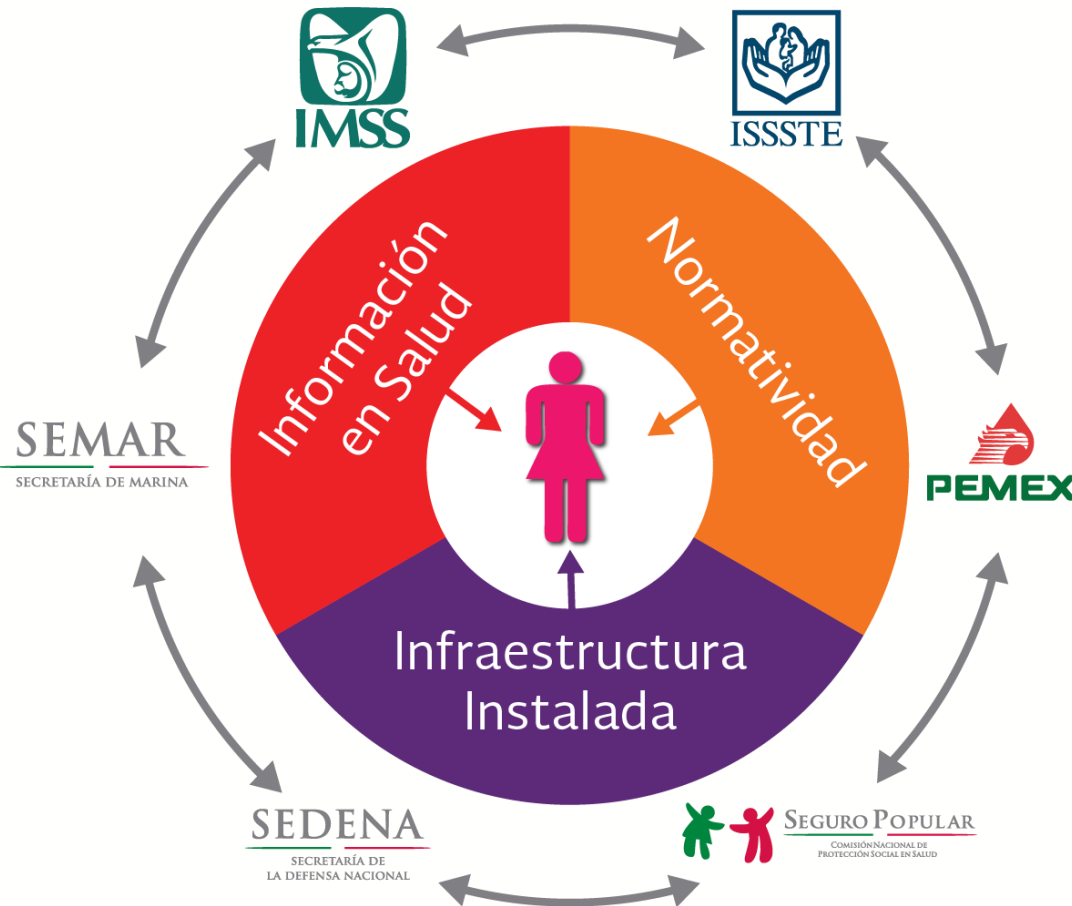 IMSS
ISSSTE
Información
en Salud
Normatividad
SEMAR
SECRETARÍA DE MARINA
PEMEX
Infraestructura
Instalada
SEDENA
SECRETARÍA DE
LA DEFENSA NACIONAL
SEGURO POPULAR
COMISIÓN NACIONAL DE
PROTECCIÓN SOCIAL EN SALUD